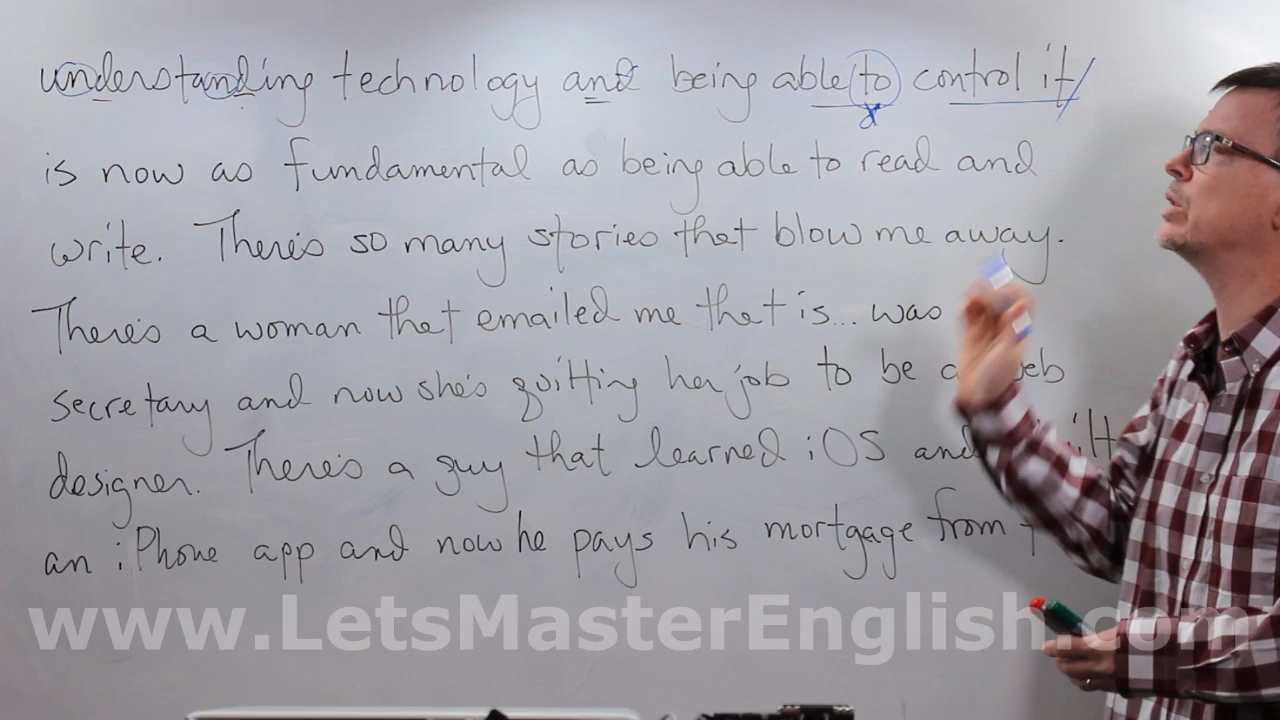 understanding technology and being able to control it/
is now as fundamental as being able to read and
write. There's so many stories that blow me away.
There's a woman that emailed me that is... was
secretary and now she's quitting her job to be a web
designer. There's a guy that learned iOS and
an iPhone app and now he pays his mortgage from
www.LetsMasterEnglish.com